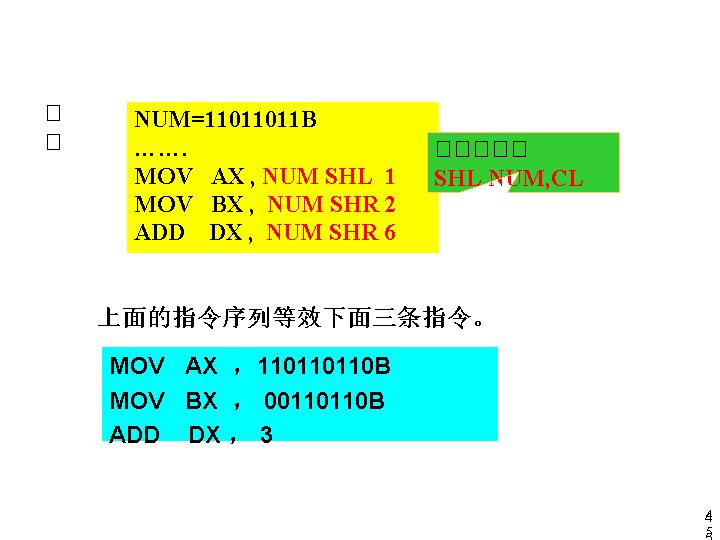 NUM=11011011B
…….
MOV AX , NUM SHL 1
MOV BX , NUM SHR 2
ADD DX , NUM SHR 6
SHL NUM,CL
上面的指令序列等效下面三条指令。
MOV AX ，110110110B
MOV BX ， 00110110B
ADD DX ， 3
4